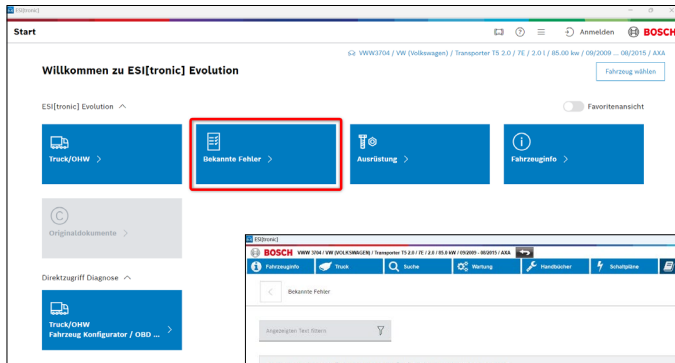 ESI[tronic]
Start
Anmelden
BOSCH
VWW3704 / VW (Volkswagen) / Transporter T5 2.0 / 7E / 2.0 l / 85.00 kw / 09/2009 ... 08/2015 / AXA
Willkommen zu ESI[tronic] Evolution
Fahrzeug wählen
ESI[tronic] Evolution
Favoritenansicht
Truck/OHW >
Bekannte Fehler >
Ausrüstung >
Fahrzeuginfo >
Originaldokumente >
Direktzugriff Diagnose
Truck/OHW
Fahrzeug Konfigurator / OBD ... >
ESI[tronic]
BOSCH VWW 3704 / VW (VOLKSWAGEN) / Transporter T5 2.0 / 7E / 2.0 / 85.0 kW / 09/2009 - 08/2015 / AXA
Fahrzeuginfo Truck Suche Wartung Handbücher Schaltpläne
Bekannte Fehler
Angezeigten Text filtern